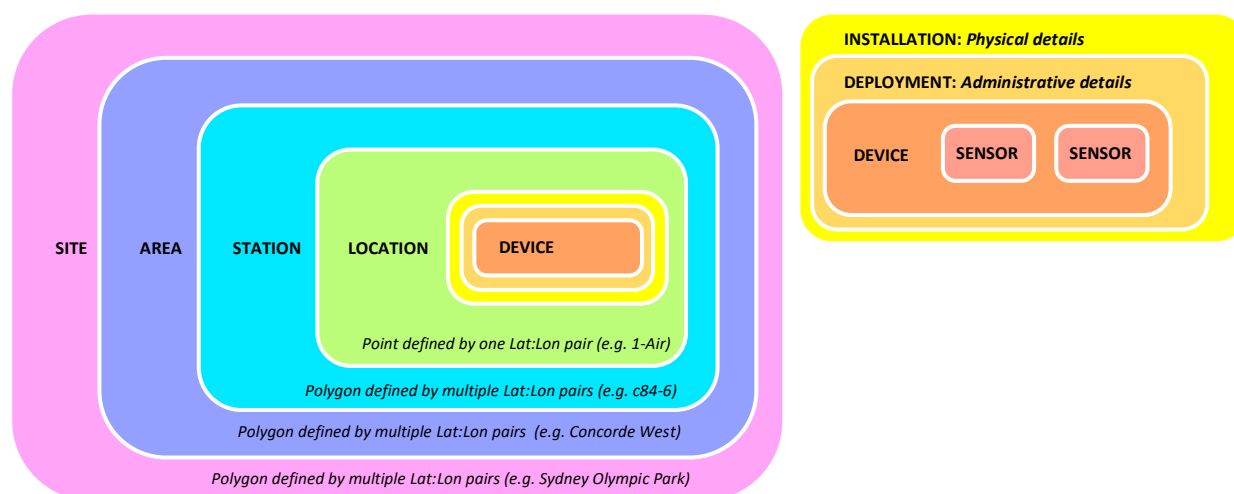 INSTALLATION: Physical details
DEPLOYMENT: Administrative details
DEVICE
SENSOR
SENSOR
SITE
AREA
STATION
LOCATION
DEVICE
Point defined by one Lat:Lon pair (e.g. 1-Air)
Polygon defined by multiple Lat:Lon pairs (e.g. c84-6)
Polygon defined by multiple Lat:Lon pairs (e.g. Concorde West)
Polygon defined by multiple Lat:Lon pairs (e.g. Sydney Olympic Park)